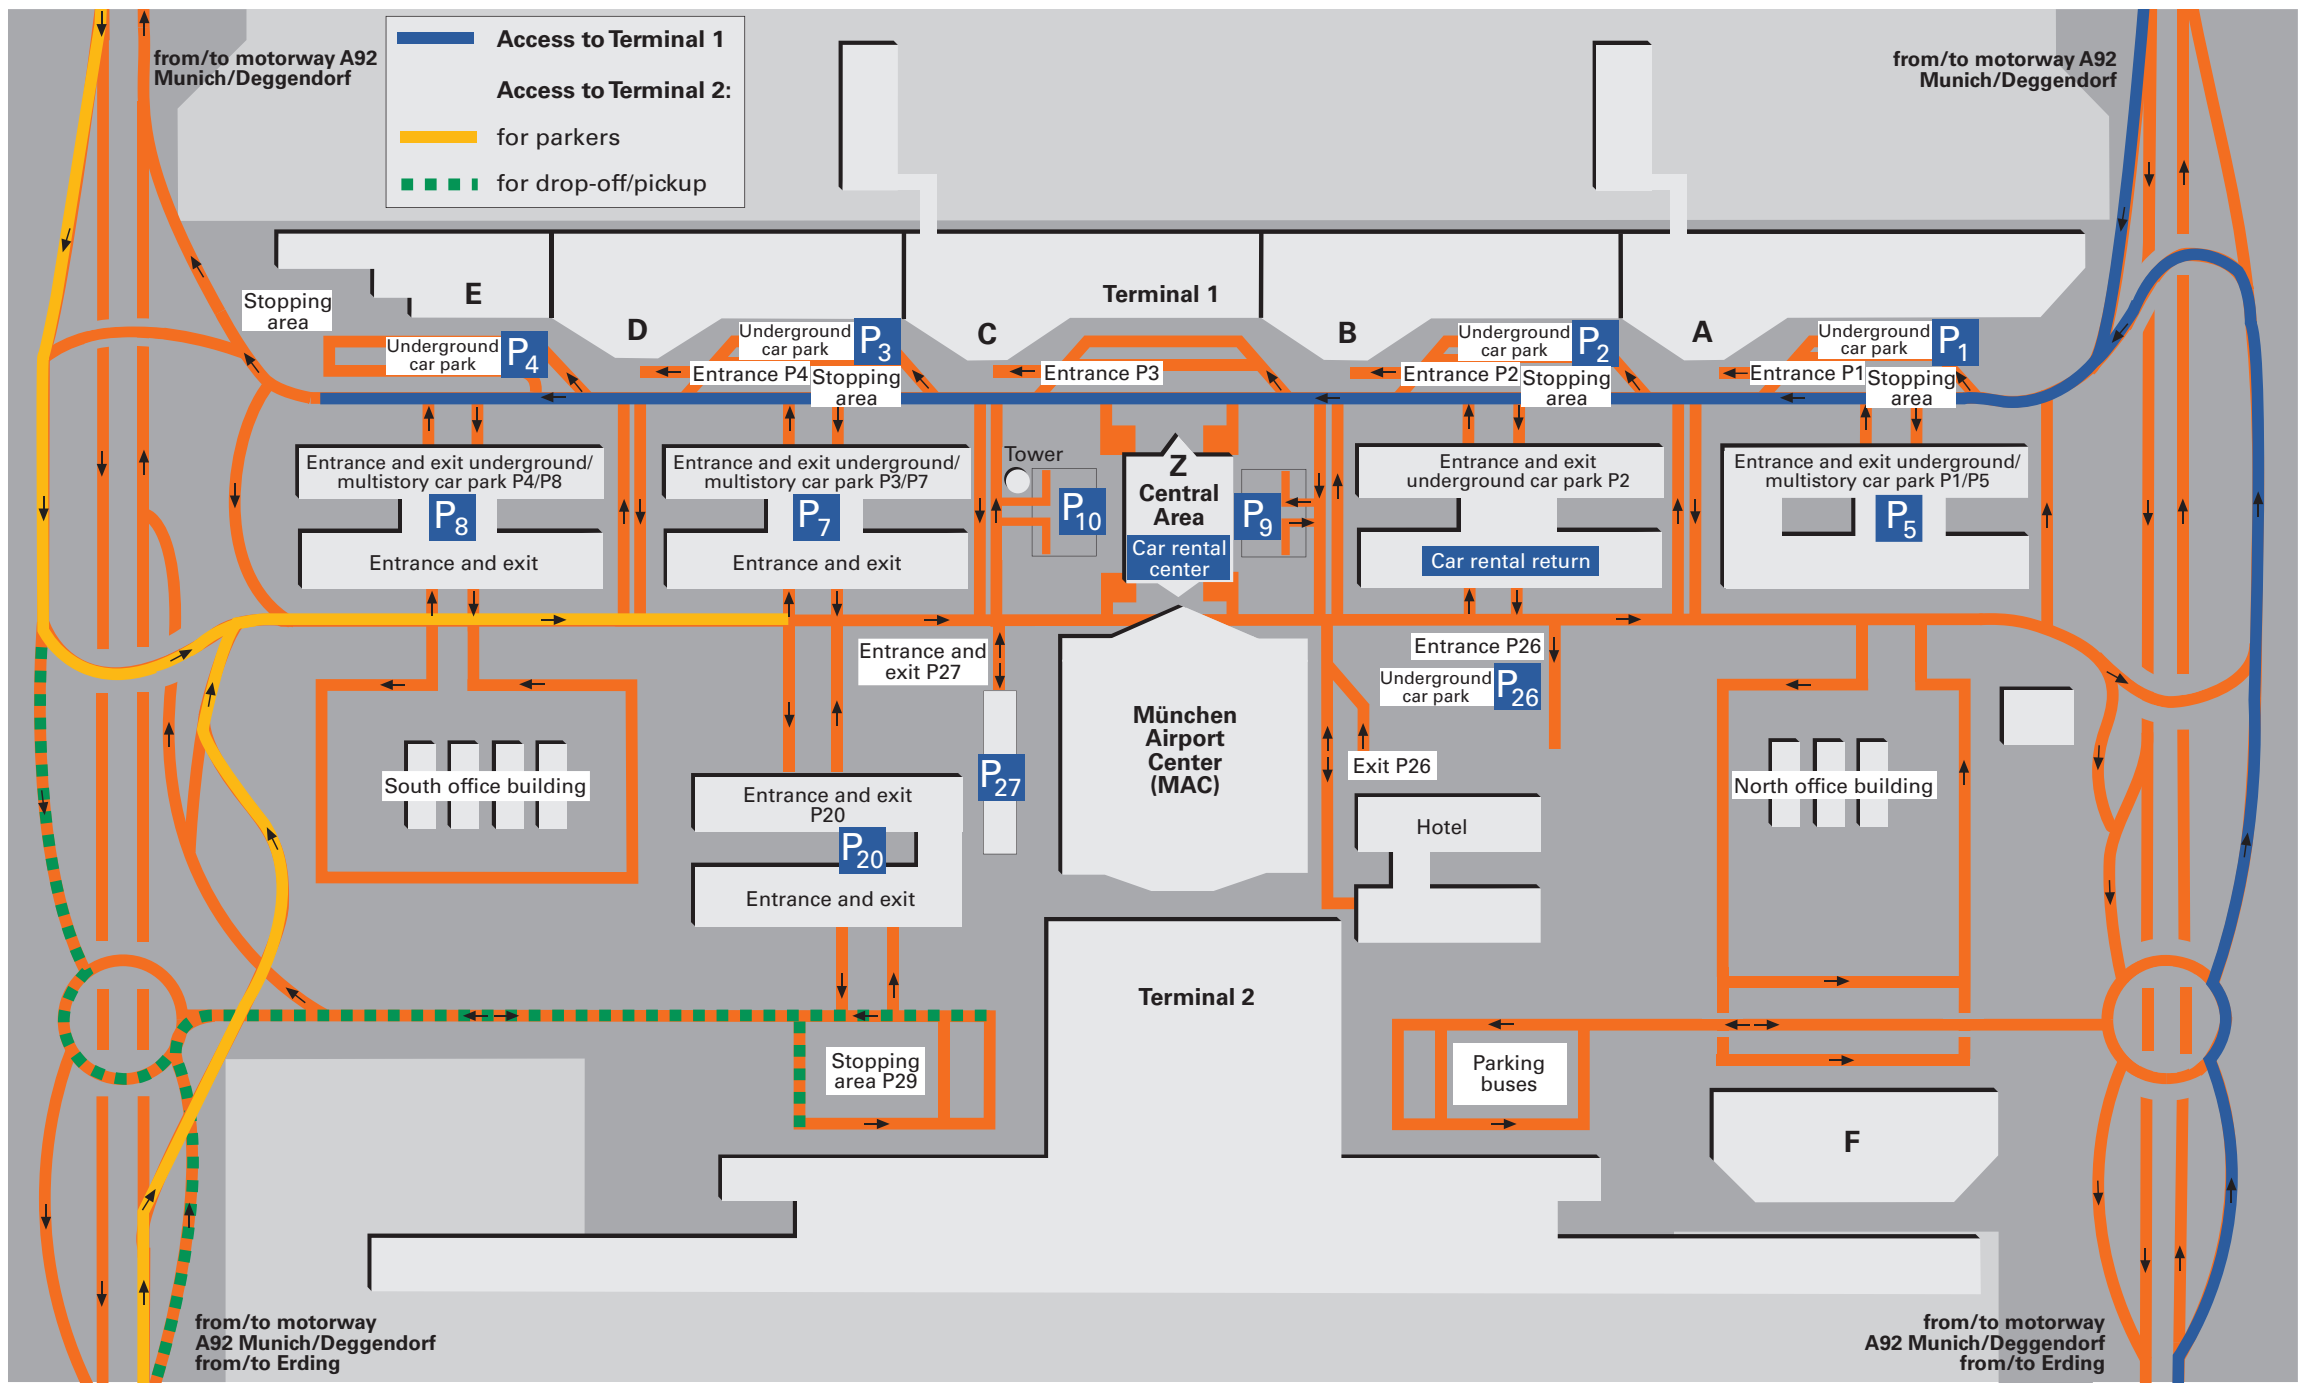 from/to motorway A92
Munich/Deggendorf
Access to Terminal 1
Access to Terminal 2:
for parkers
for drop-off/pickup
from/to motorway A92
Munich/Deggendorf
Stopping
area
E
D
Terminal 1
C
B
A
Underground
car park
P4
Underground
car park
P3
Entrance P4
Stopping
area
Entrance P3
Underground
car park
P2
Entrance P2
Stopping
area
Underground
car park
P1
Entrance P1
Stopping
area
Entrance and exit underground/
multistory car park P4/P8
P8
Entrance and exit
Entrance and exit underground/
multistory car park P3/P7
P7
Entrance and exit
Tower
P10
Z
Central
Area
Car rental
center
P9
Entrance and exit
underground car park P2
Car rental return
Entrance and exit underground/
multistory car park P1/P5
P5
Entrance and
exit P27
P27
München
Airport
Center
(MAC)
Entrance P26
Underground
car park
P26
Exit P26
South office building
Entrance and exit
P20
P20
Entrance and exit
Hotel
North office building
Terminal 2
Stopping
area P29
Parking
buses
F
from/to motorway
A92 Munich/Deggendorf
from/to Erding
from/to motorway
A92 Munich/Deggendorf
from/to Erding